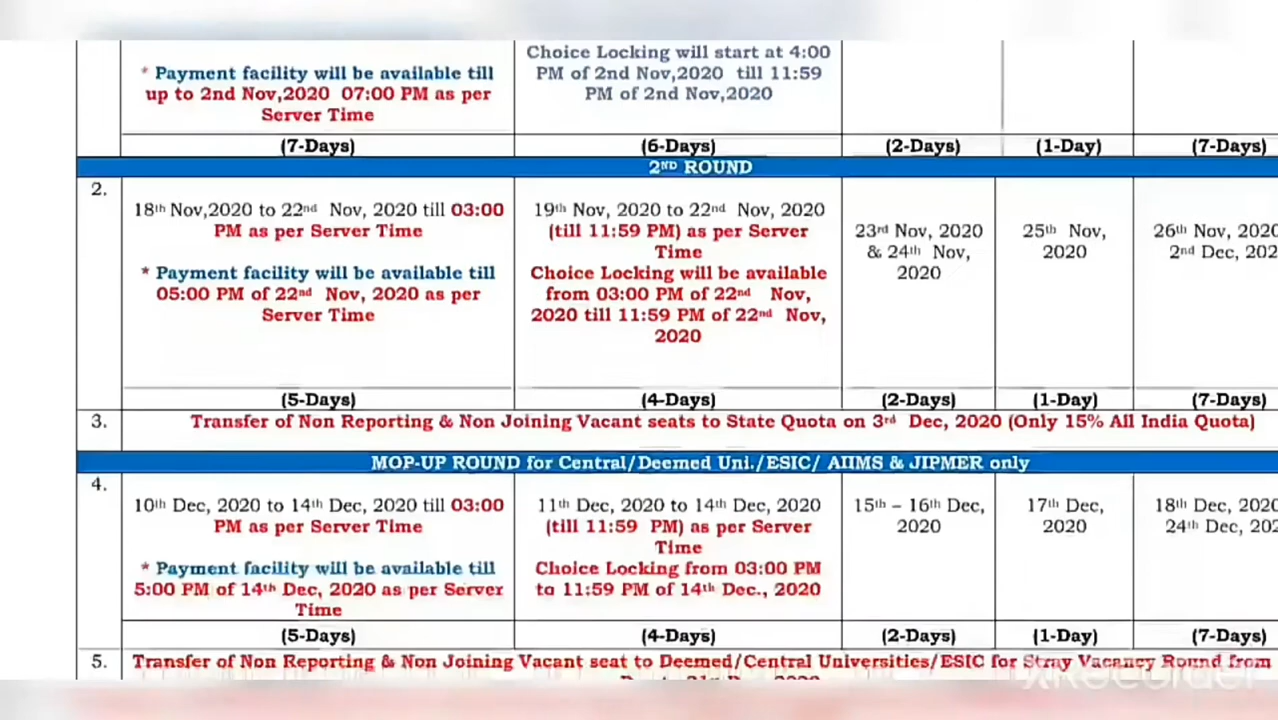 * Payment facility will be available till
up to 2nd Nov,2020 07:00 PM as per
Server Time
Choice Locking will start at 4:00
PM of 2nd Nov,2020 till 11:59
PM of 2nd Nov,2020
(7-Days)
(6-Days)
(2-Days)
(1-Day)
(7-Days)
2ND ROUND
2.
18th Nov,2020 to 22nd Nov, 2020 till 03:00
PM as per Server Time
* Payment facility will be available till
05:00 PM of 22nd Nov, 2020 as per
Server Time
19th Nov, 2020 to 22nd Nov, 2020
(till 11:59 PM) as per Server
Time
Choice Locking will be available
from 03:00 PM of 22nd Nov,
2020 till 11:59 PM of 22nd Nov,
2020
23rd Nov, 2020
& 24th Nov,
2020
25th Nov,
2020
26th Nov, 2020
2nd Dec, 202
(5-Days)
(4-Days)
(2-Days)
(1-Day)
(7-Days)
3.
Transfer of Non Reporting & Non Joining Vacant seats to State Quota on 3rd Dec, 2020 (Only 15% All India Quota)
MOP-UP ROUND for Central/Deemed Uni./ESIC/ AIIMS & JIPMER only
4.
10th Dec, 2020 to 14th Dec, 2020 till 03:00
PM as per Server Time
* Payment facility will be available till
5:00 PM of 14th Dec, 2020 as per Server
Time
11th Dec, 2020 to 14th Dec, 2020
(till 11:59 PM) as per Server
Time
Choice Locking from 03:00 PM
to 11:59 PM of 14th Dec., 2020
15th – 16th Dec,
2020
17th Dec,
2020
18th Dec, 2020
24th Dec, 202
(5-Days)
(4-Days)
(2-Days)
(1-Day)
(7-Days)
5.
Transfer of Non Reporting & Non Joining Vacant seat to Deemed/Central Universities/ESIC for Stray Vacancy Round from